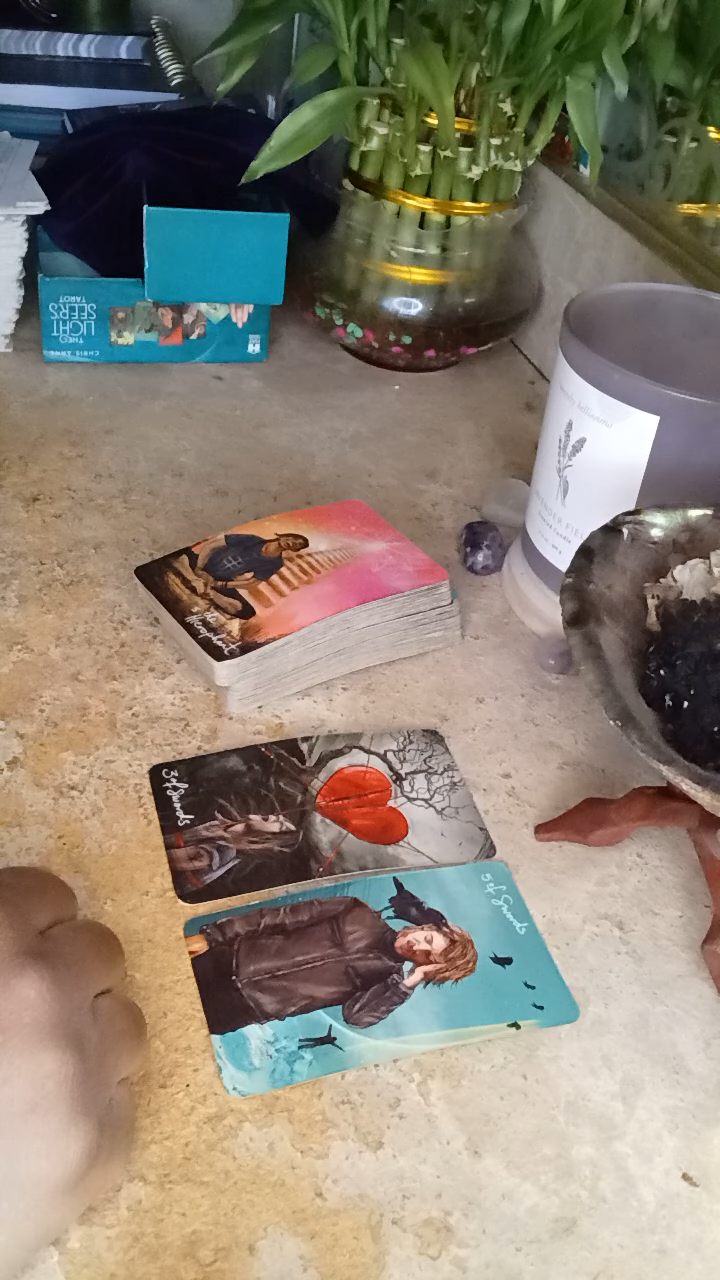 THE
LIGHT
SEER'S
TAROT
CHRIS-ANNE
LAVENDER FIELDS
the
Hierophant
3 of Swords
5 of Swords